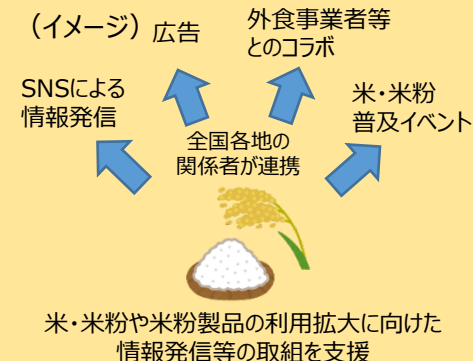 (イメージ)
広告
外食事業者等
とのコラボ
SNSによる
情報発信
米・米粉
普及イベント
全国各地の
関係者が連携
米・米粉や米粉製品の利用拡大に向けた
情報発信等の取組を支援